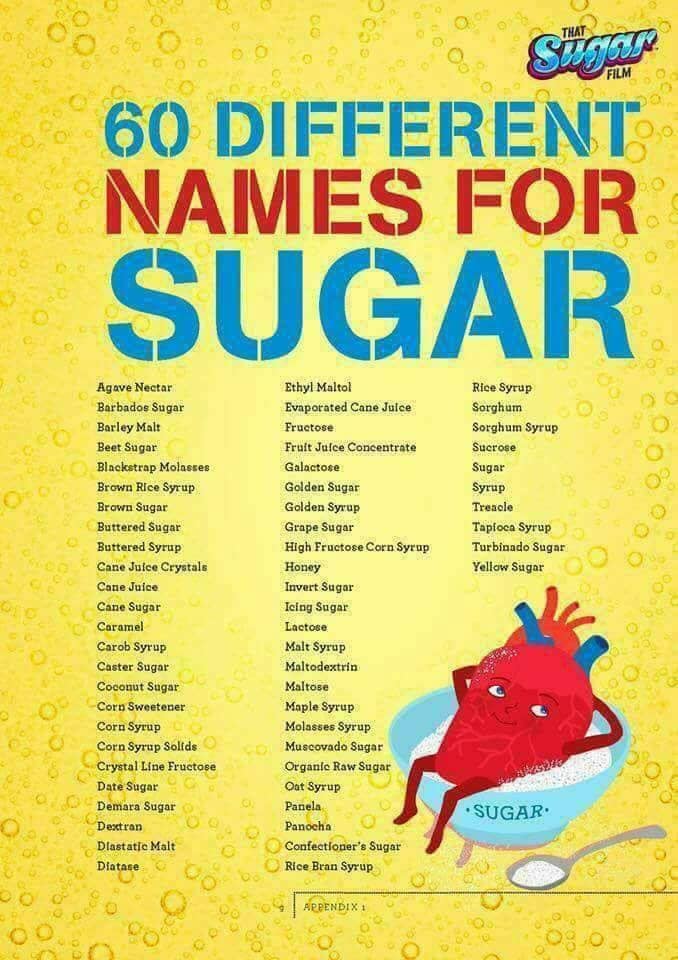 THAT
Sugar
FILM
60 DIFFERENT
NAMES FOR
SUGAR
Agave Nectar
Barbados Sugar
Barley Malt
Beet Sugar
Blackstrap Molasses
Brown Rice Syrup
Brown Sugar
Buttered Sugar
Buttered Syrup
Cane Juice Crystals
Cane Juice
Cane Sugar
Caramel
Carob Syrup
Caster Sugar
Coconut Sugar
Corn Sweetener
Corn Syrup
Corn Syrup Solids
Crystal Line Fructose
Date Sugar
Demara Sugar
Dextran
Diastatic Malt
Diatase
Ethyl Maltol
Evaporated Cane Juice
Fructose
Fruit Juice Concentrate
Galactose
Golden Sugar
Golden Syrup
Grape Sugar
High Fructose Corn Syrup
Honey
Invert Sugar
Icing Sugar
Lactose
Malt Syrup
Maltodextrin
Maltose
Maple Syrup
Molasses Syrup
Muscovado Sugar
Organic Raw Sugar
Oat Syrup
Panela
Panocha
Confectioner's Sugar
Rice Bran Syrup
Rice Syrup
Sorghum
Sorghum Syrup
Sucrose
Sugar
Syrup
Treacle
Tapioca Syrup
Turbinado Sugar
Yellow Sugar
·SUGAR·
9 APPENDIX 1